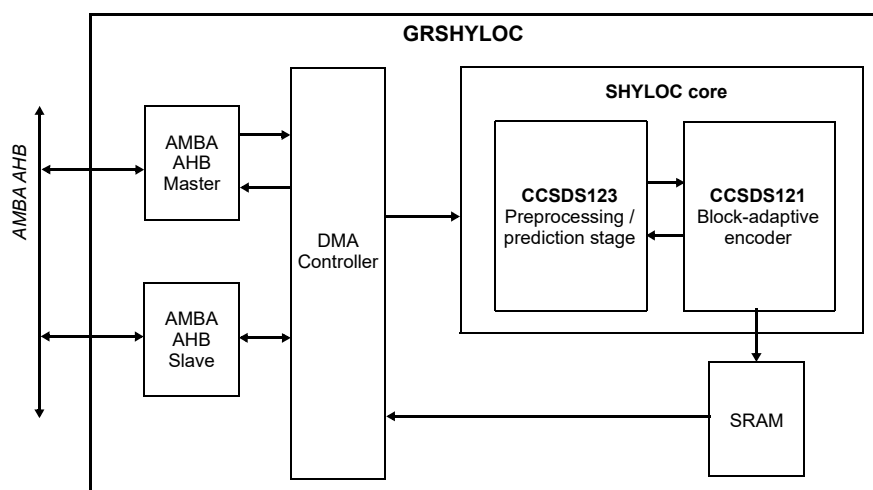 GRSHYLOC
SHYLOC core
AMBA AHB
AMBA
AHB
Master
DMA
Controller
CCSDS123
Preprocessing /
prediction stage
CCSDS121
Block-adaptive
encoder
AMBA
AHB
Slave
SRAM